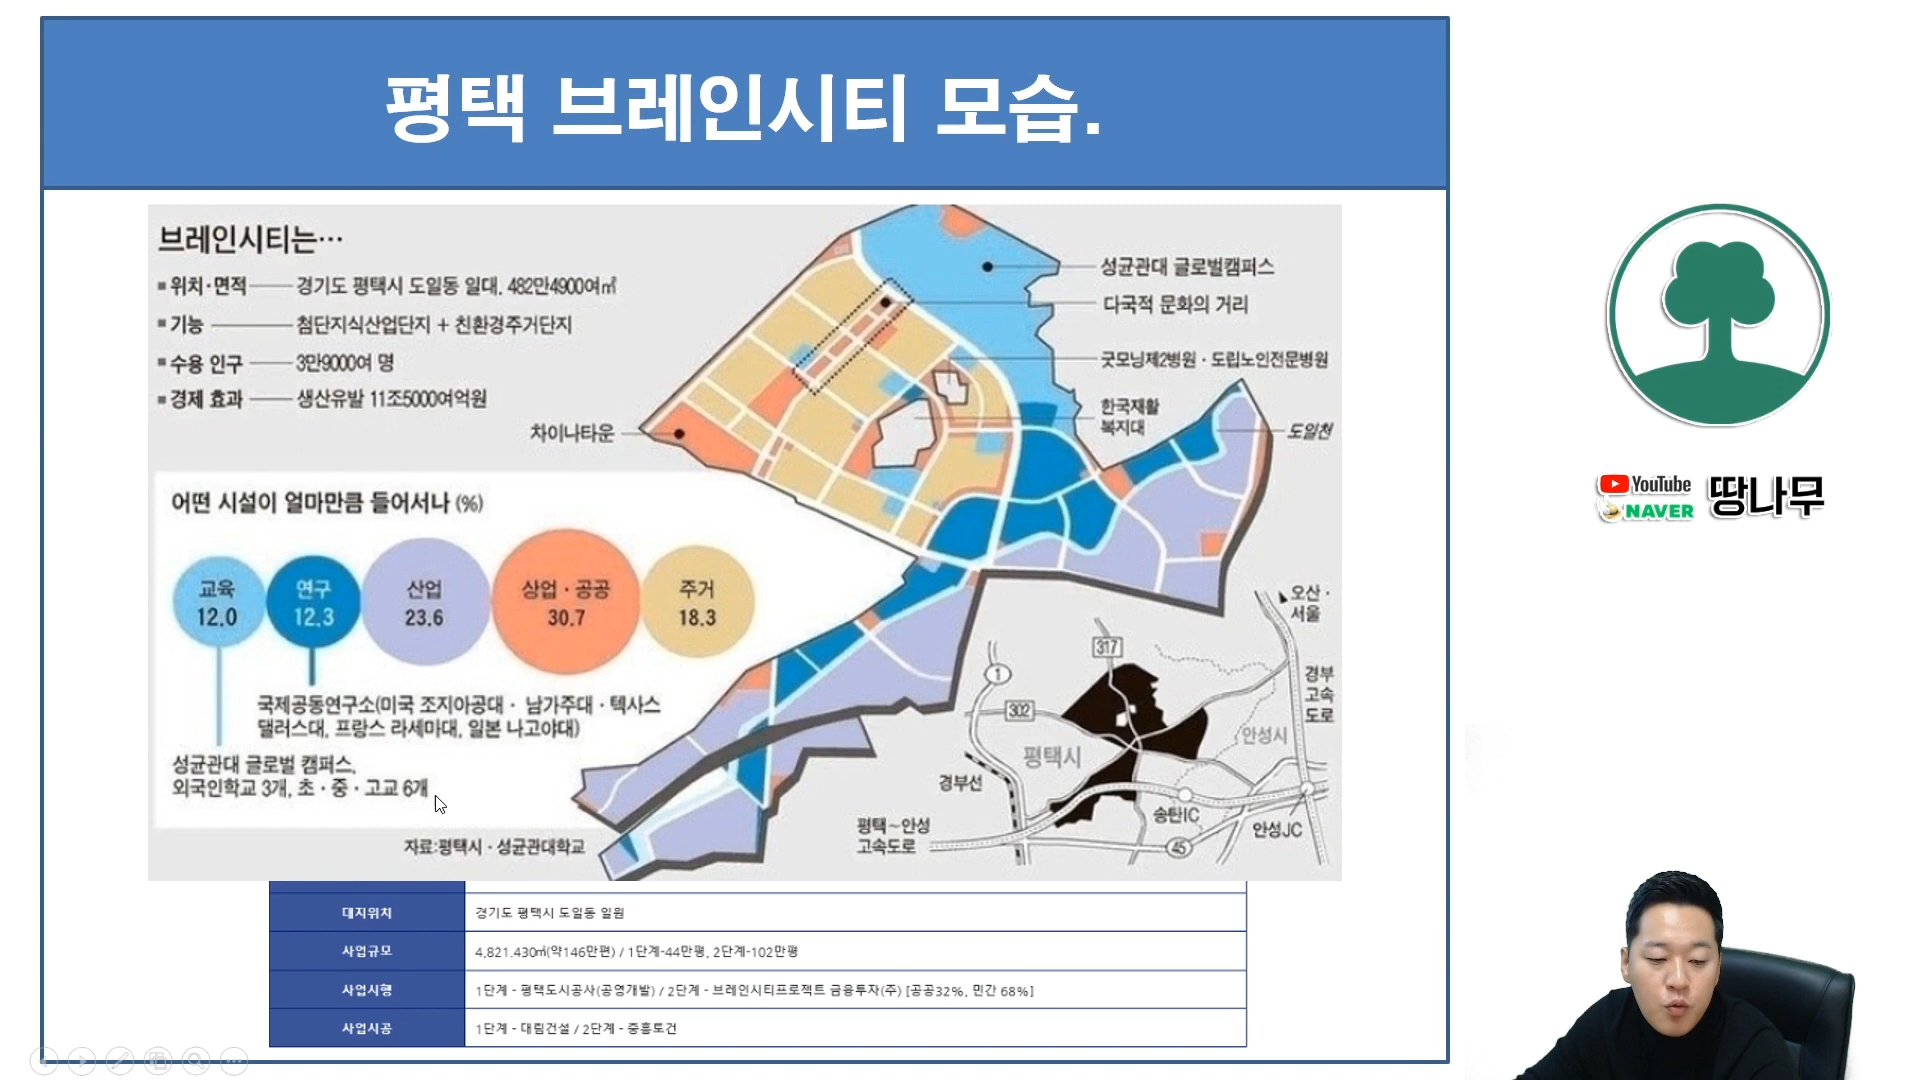 평택 브레인시티 모습.
브레인시티는…
■ 위치·면적 경기도 평택시 도일동 일대, 482만4900여㎡
■ 기능 첨단지식산업단지 + 친환경주거단지
■ 수용 인구 3만9000여 명
■ 경제 효과 생산유발 11조5000여억원
차이나타운
성균관대 글로벌캠퍼스
다국적 문화의 거리
굿모닝제2병원·도립노인전문병원
한국재활
복지대
도일천
어떤 시설이 얼마만큼 들어서나 (%)
교육
12.0
연구
12.3
산업
23.6
상업·공공
30.7
주거
18.3
국제공동연구소(미국 조지아공대· 남가주대·텍사스
댈러스대, 프랑스 라세마대, 일본 나고야대)
성균관대 글로벌 캠퍼스,
외국인학교 3개, 초·중·고교 6개
자료:평택시·성균관대학교
오산·
서울
317
1
302
경부
고속
도로
안성시
평택시
경부선
송탄IC
평택~안성
고속도로
안성JC
45
대지위치 경기도 평택시 도일동 일원
사업규모 4,821.430㎡(약146만평) / 1단계-44만평, 2단계-102만평
사업시행 1단계 - 평택도시공사(공영개발) / 2단계 - 브레인시티프로젝트 금융투자(주) [공공32%, 민간 68%]
사업시공 1단계 - 대림건설 / 2단계 - 중흥토건
YouTube
NAVER
땅나무